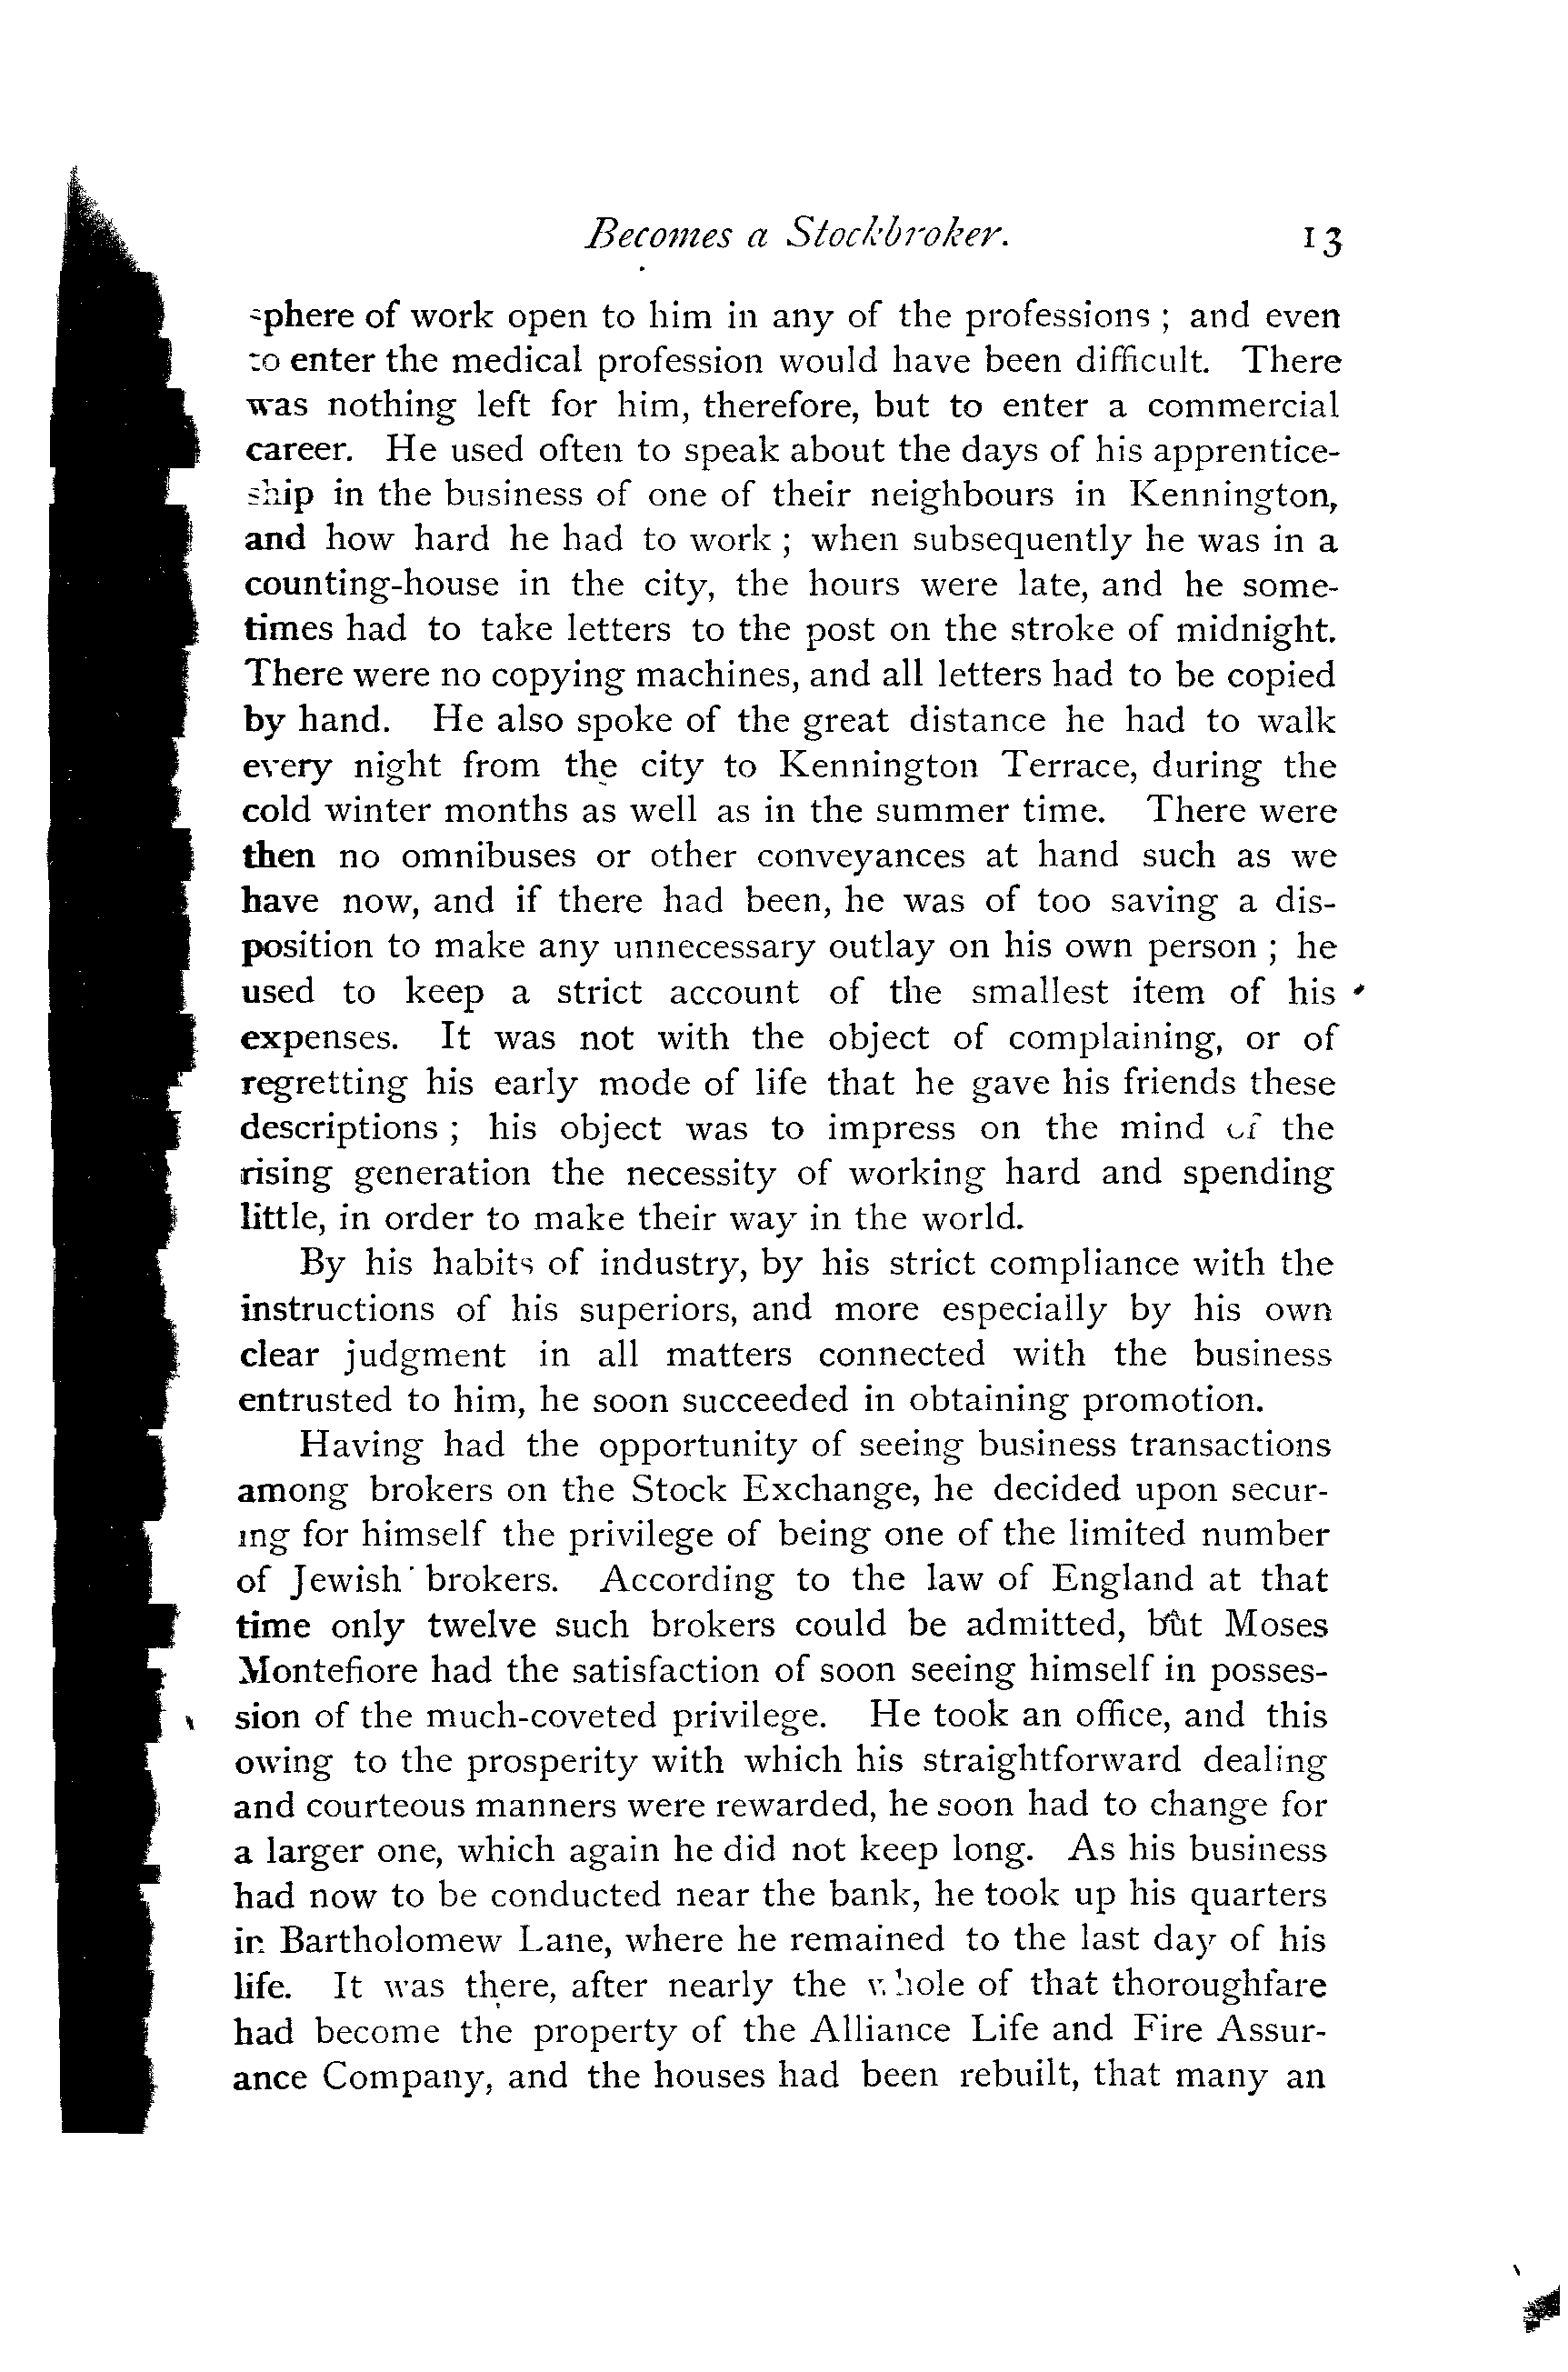 Becomes a Stockbroker. 13
sphere of work open to him in any of the professions ; and even
to enter the medical profession would have been difficult. There
was nothing left for him, therefore, but to enter a commercial
career. He used often to speak about the days of his apprentice-
ship in the business of one of their neighbours in Kennington,
and how hard he had to work ; when subsequently he was in a
counting-house in the city, the hours were late, and he some-
times had to take letters to the post on the stroke of midnight.
There were no copying machines, and all letters had to be copied
by hand. He also spoke of the great distance he had to walk
every night from the city to Kennington Terrace, during the
cold winter months as well as in the summer time. There were
then no omnibuses or other conveyances at hand such as we
have now, and if there had been, he was of too saving a dis-
position to make any unnecessary outlay on his own person ; he
used to keep a strict account of the smallest item of his
expenses. It was not with the object of complaining, or of
regretting his early mode of life that he gave his friends these
descriptions ; his object was to impress on the mind of the
rising generation the necessity of working hard and spending
little, in order to make their way in the world.
By his habits of industry, by his strict compliance with the
instructions of his superiors, and more especially by his own
clear judgment in all matters connected with the business
entrusted to him, he soon succeeded in obtaining promotion.
Having had the opportunity of seeing business transactions
among brokers on the Stock Exchange, he decided upon secur-
ing for himself the privilege of being one of the limited number
of Jewish brokers. According to the law of England at that
time only twelve such brokers could be admitted, but Moses
Montefiore had the satisfaction of soon seeing himself in posses-
sion of the much-coveted privilege. He took an office, and this
owing to the prosperity with which his straightforward dealing
and courteous manners were rewarded, he soon had to change for
a larger one, which again he did not keep long. As his business
had now to be conducted near the bank, he took up his quarters
in Bartholomew Lane, where he remained to the last day of his
life. It was there, after nearly the whole of that thoroughfare
had become the property of the Alliance Life and Fire Assur-
ance Company, and the houses had been rebuilt, that many an